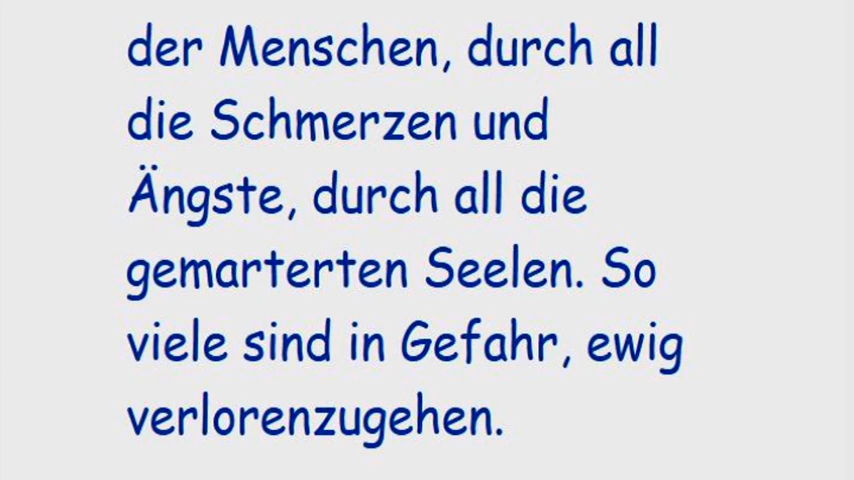 der Menschen, durch all
die Schmerzen und
Ängste, durch all die
gemarterten Seelen. So
viele sind in Gefahr, ewig
verlorenzugehen.